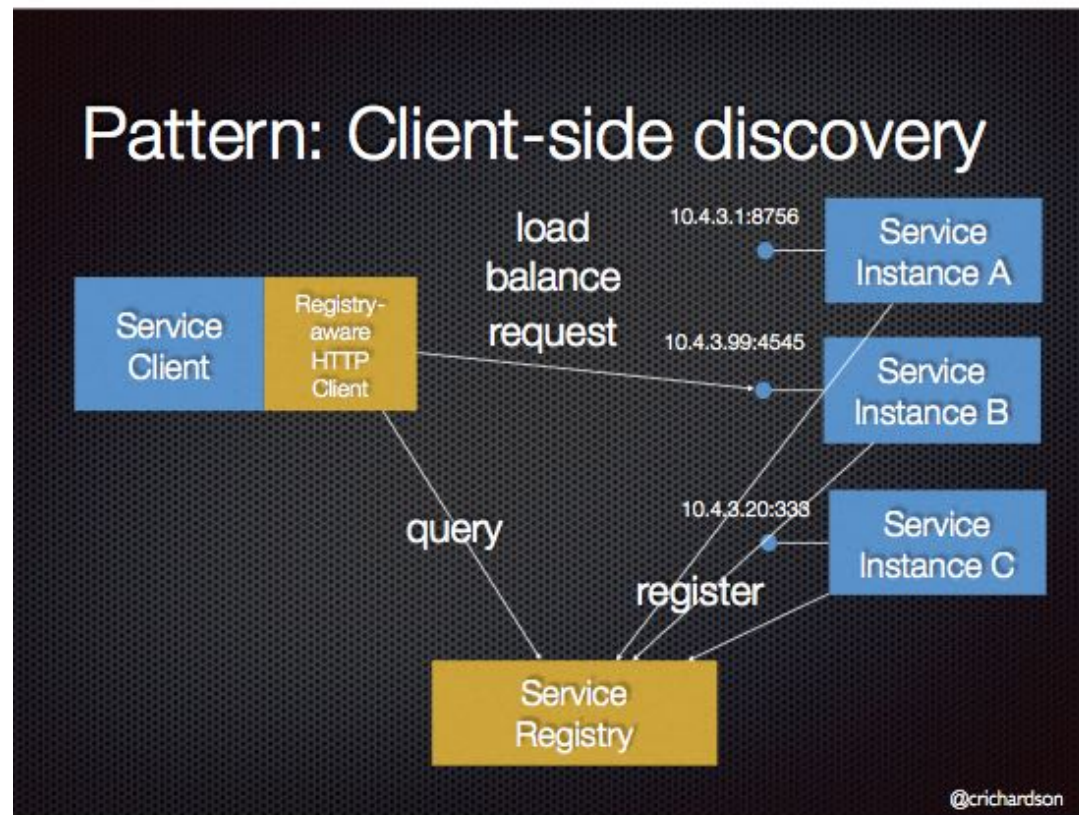 Pattern: Client-side discovery
load
balance
request
10.4.3.1:8756
Service
Instance A
Service
Client
Registry-
aware
HTTP
Client
10.4.3.99:4545
Service
Instance B
10.4.3.20:333
Service
Instance C
query
register
Service
Registry
@crichardson